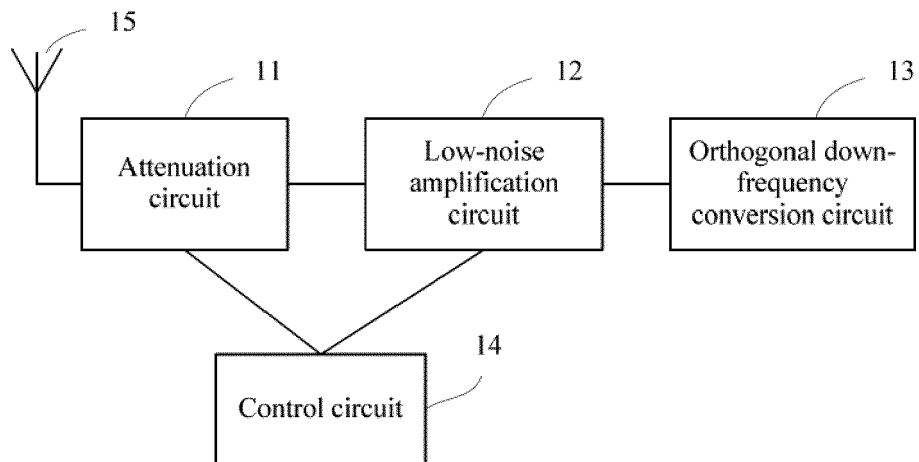 15
11
12
13
Attenuation
circuit
Low-noise
amplification
circuit
Orthogonal down-
frequency
conversion circuit
14
Control circuit